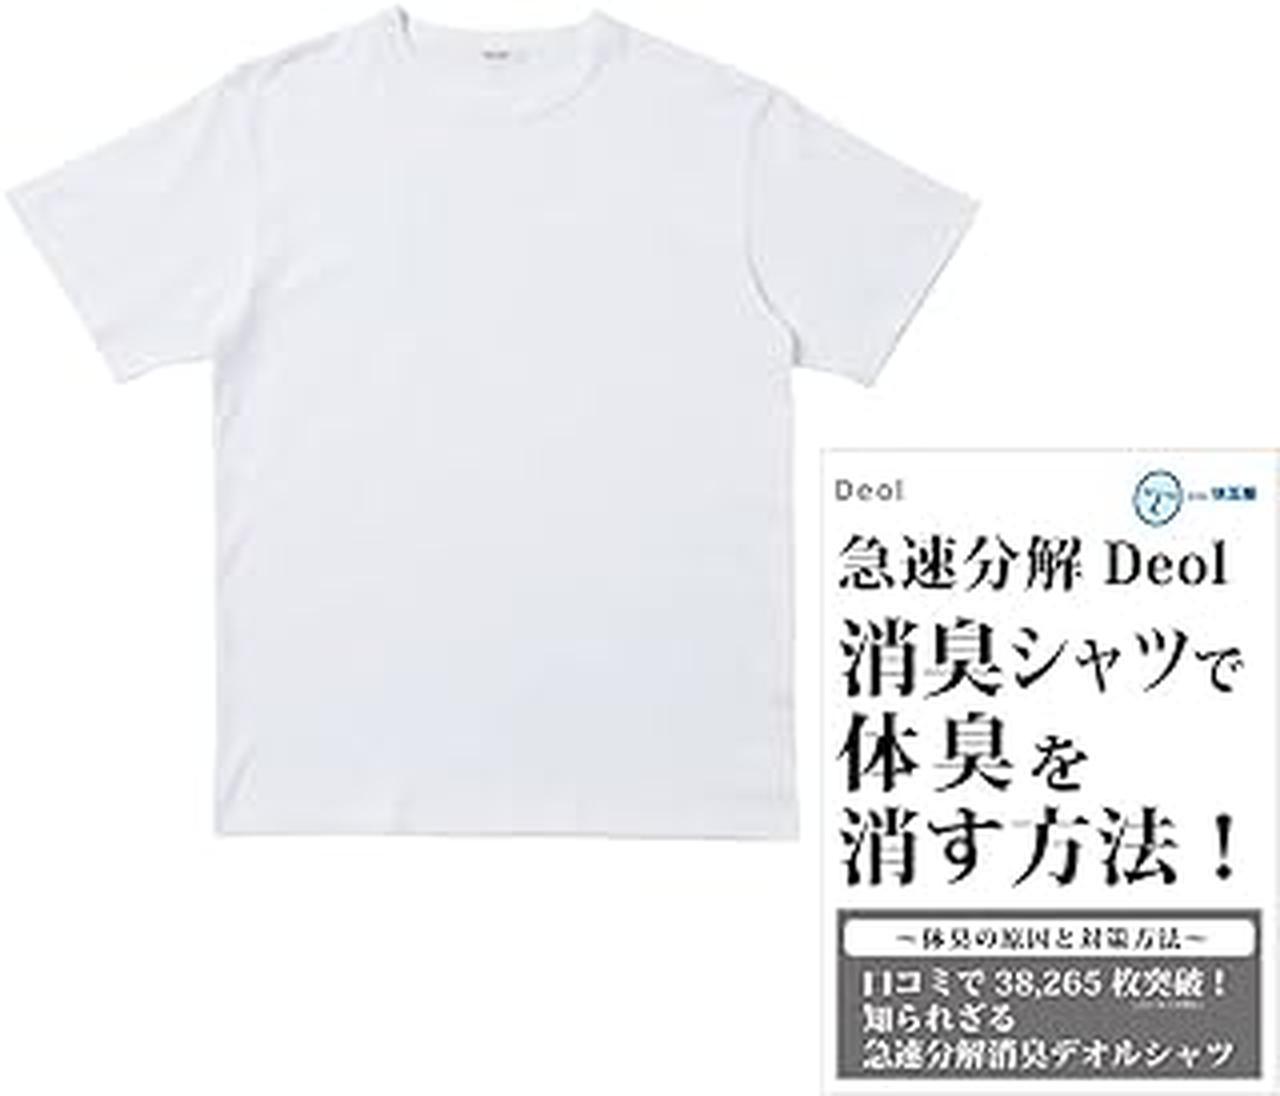 Deol
急速分解 Deol
消臭シャツで
体臭を
消す方法！
～体臭の原因と対策方法～
口コミで 38,265 枚突破！
知られざる
急速分解消臭デオルシャツ